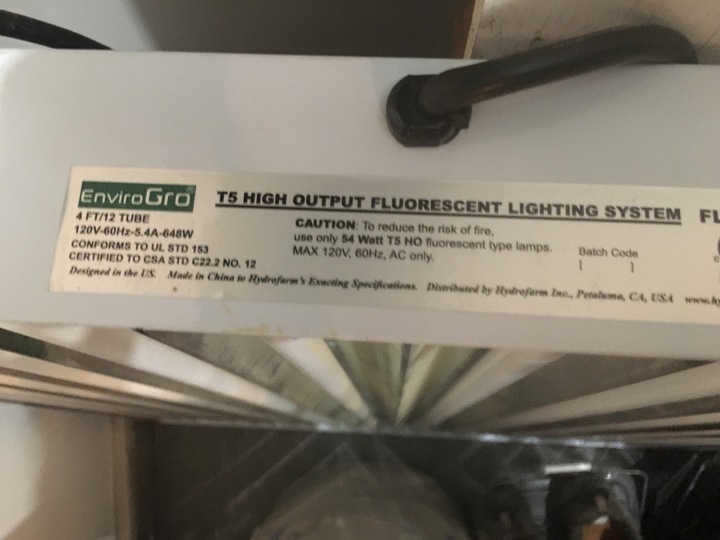 EnviroGro®
4 FT/12 TUBE
120V-60Hz-5.4A-648W
CONFORMS TO UL STD 153
CERTIFIED TO CSA STD C22.2 NO. 12
T5 HIGH OUTPUT FLUORESCENT LIGHTING SYSTEM FL
CAUTION: To reduce the risk of fire,
use only 54 Watt T5 HO fluorescent type lamps.
MAX 120V, 60Hz, AC only.
Batch Code
[ ]
Designed in the US. Made in China to Hydrofarm's Exacting Specifications. Distributed by Hydrofarm Inc., Petaluma, CA, USA www.hy